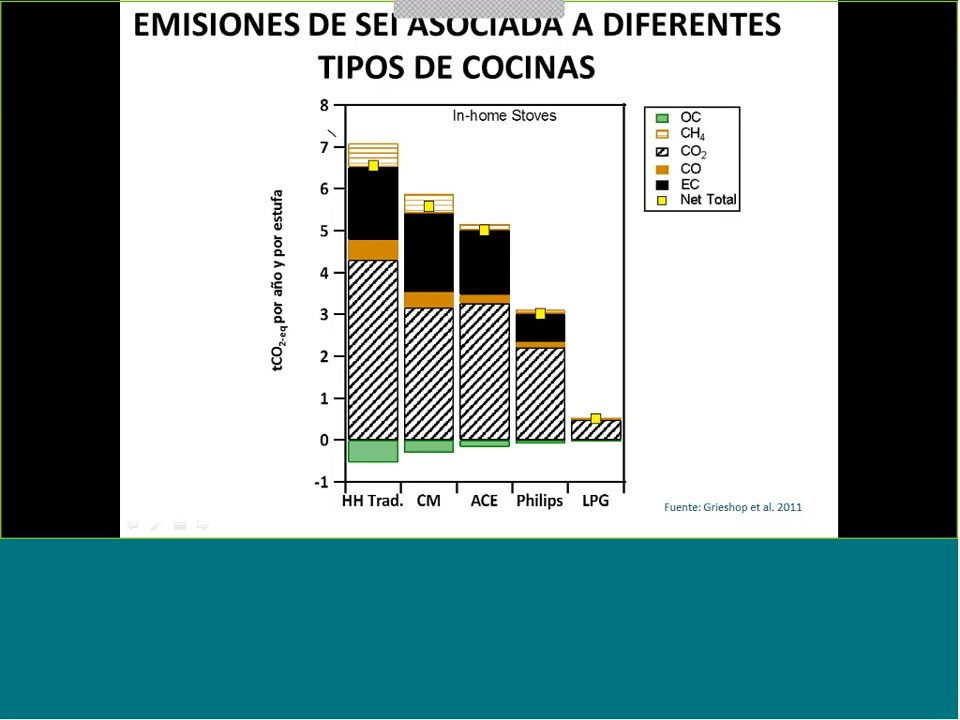 EMISIONES DE SEI ASOCIADA A DIFERENTES
TIPOS DE COCINAS
In-home Stoves
8
7
6
5
4
3
2
1
0
-1
tCO2-eq por año y por estufa
HH Trad. CM ACE Philips LPG
OC
CH4
CO2
CO
EC
Net Total
Fuente: Grieshop et al. 2011